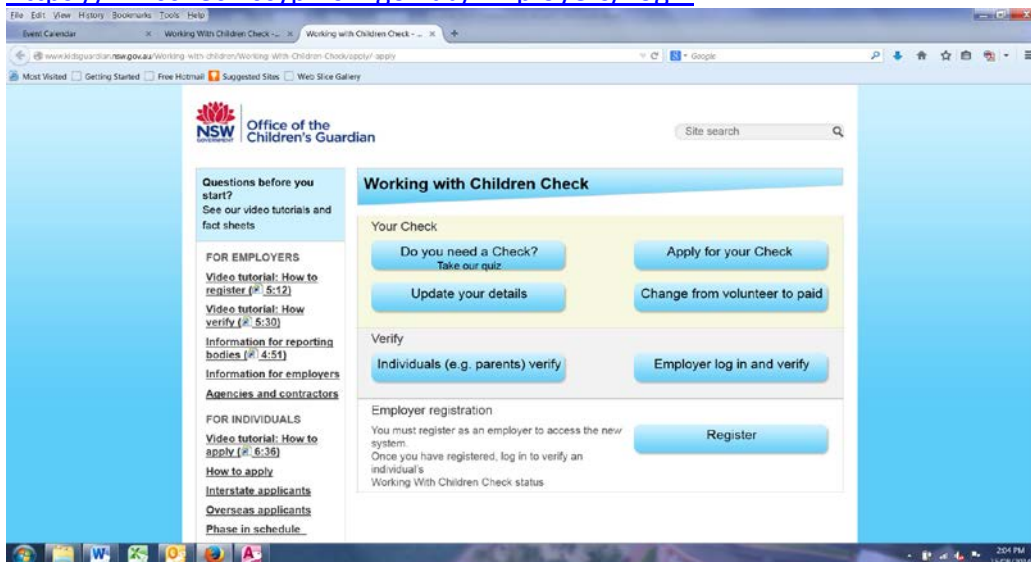 File Edit View History Bookmarks Tools Help
Event Calendar
Working With Children Check -...
Working with Children Check - ...
www.kidsguardian.nsw.gov.au/Working-with-children/Working-With-Children-Check/apply/apply
Google
Most Visited Getting Started Free Hotmail Suggested Sites Web Slice Gallery
NSW
GOVERNMENT
Office of the
Children's Guardian
Site search
Questions before you
start?
See our video tutorials and
fact sheets
FOR EMPLOYERS
Video tutorial: How to
register ( 5:12)
Video tutorial: How
verify ( 5:30)
Information for reporting
bodies ( 4:51)
Information for employers
Agencies and contractors
FOR INDIVIDUALS
Video tutorial: How to
apply ( 6:36)
How to apply
Interstate applicants
Overseas applicants
Phase in schedule
Working with Children Check
Your Check
Do you need a Check?
Take our quiz
Apply for your Check
Update your details
Change from volunteer to paid
Verify
Individuals (e.g. parents) verify
Employer log in and verify
Employer registration
You must register as an employer to access the new
system.
Once you have registered, log in to verify an
individual's
Working With Children Check status
Register
2:04 PM